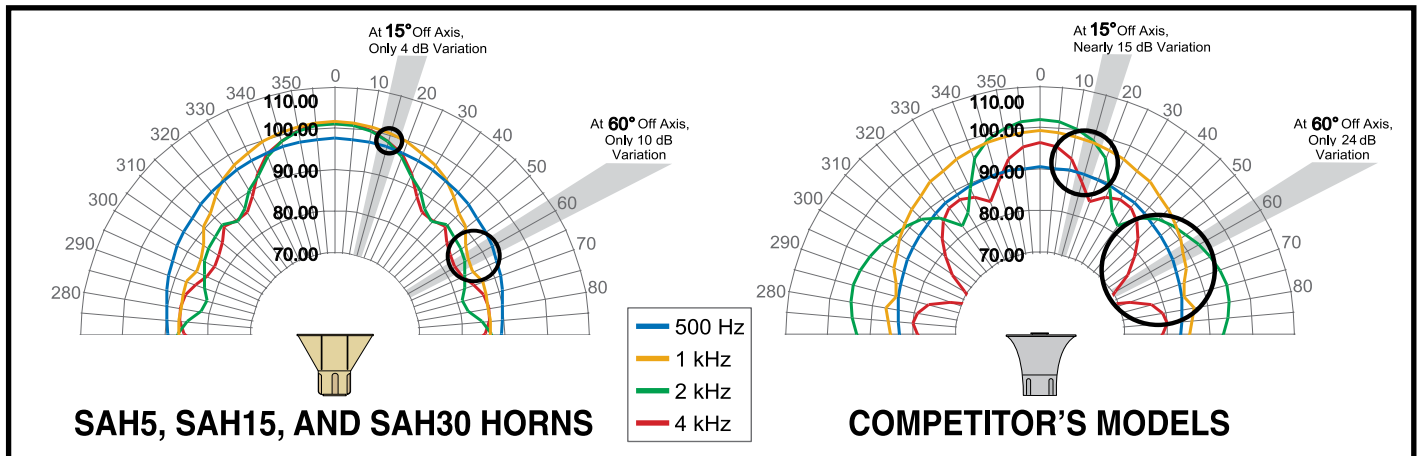 At 15° Off Axis,
Only 4 dB Variation
At 60° Off Axis,
Only 10 dB
Variation
280
290
300
310
320
330
340
350
0
10
20
30
40
50
60
70
80
110.00
100.00
90.00
80.00
70.00
SAH5, SAH15, AND SAH30 HORNS
500 Hz
1 kHz
2 kHz
4 kHz
At 15° Off Axis,
Nearly 15 dB Variation
At 60° Off Axis,
Only 24 dB
Variation
280
290
300
310
320
330
340
350
0
10
20
30
40
50
60
70
80
110.00
100.00
90.00
80.00
70.00
COMPETITOR'S MODELS